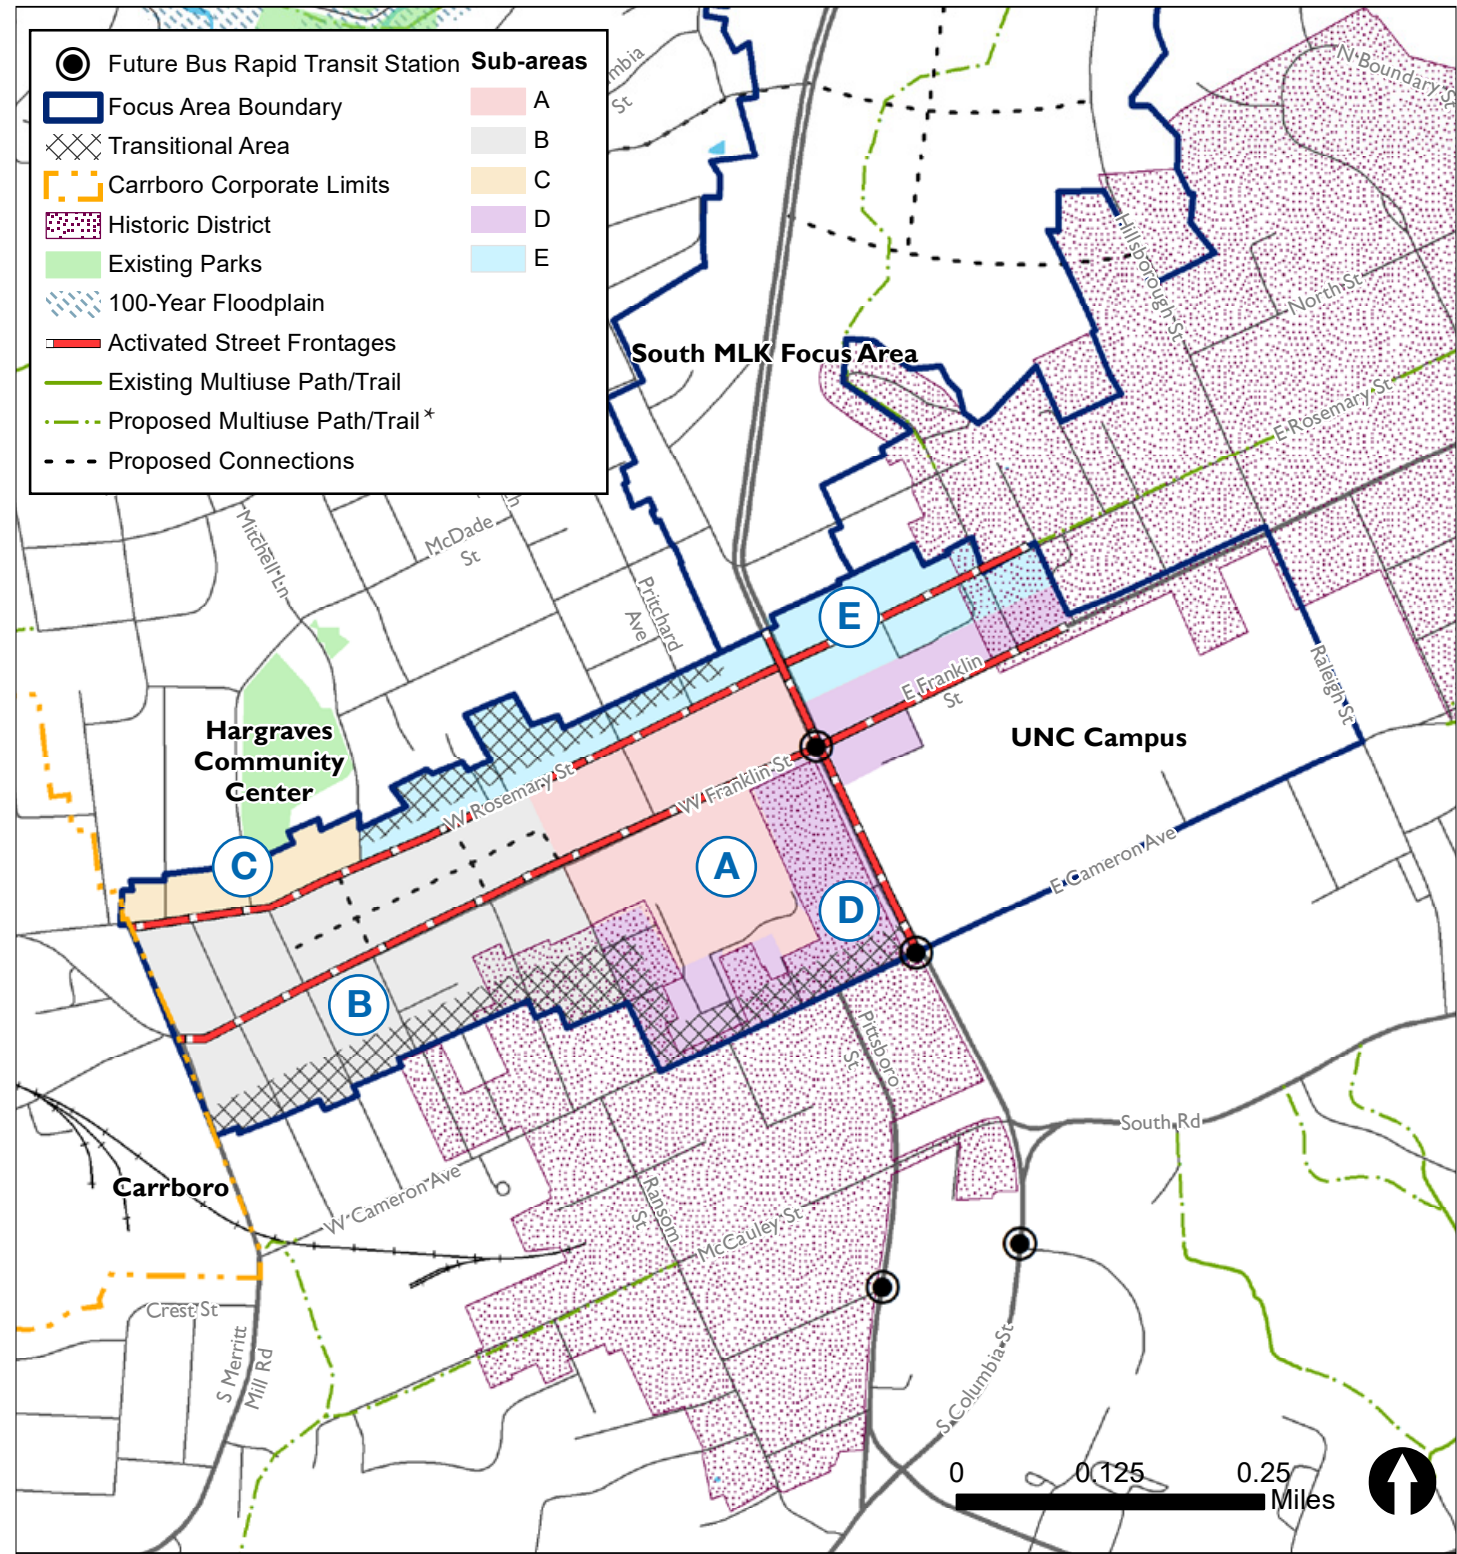 Future Bus Rapid Transit Station
Focus Area Boundary
Transitional Area
Carrboro Corporate Limits
Historic District
Existing Parks
100-Year Floodplain
Activated Street Frontages
Existing Multiuse Path/Trail
Proposed Multiuse Path/Trail*
Proposed Connections
Sub-areas
A
B
C
D
E
mbia
St
N Boundary S
Hillsborough St
North St
South MLK Focus Area
E Rosemary St
ch
McDade
St
Mitchell Ln
Pritchard
Ave
E
E Franklin
St
Raleigh St
UNC Campus
Hargraves
Community
Center
W Rosemary St
W Franklin St
C
A
D
E Cameron Ave
B
Pittsboro
St
South Rd
Carrboro
W Cameron Ave
Ransom
St
McCauley St
Crest St
S Merritt
Mill Rd
S Columbia St
0 0.125 0.25
Miles